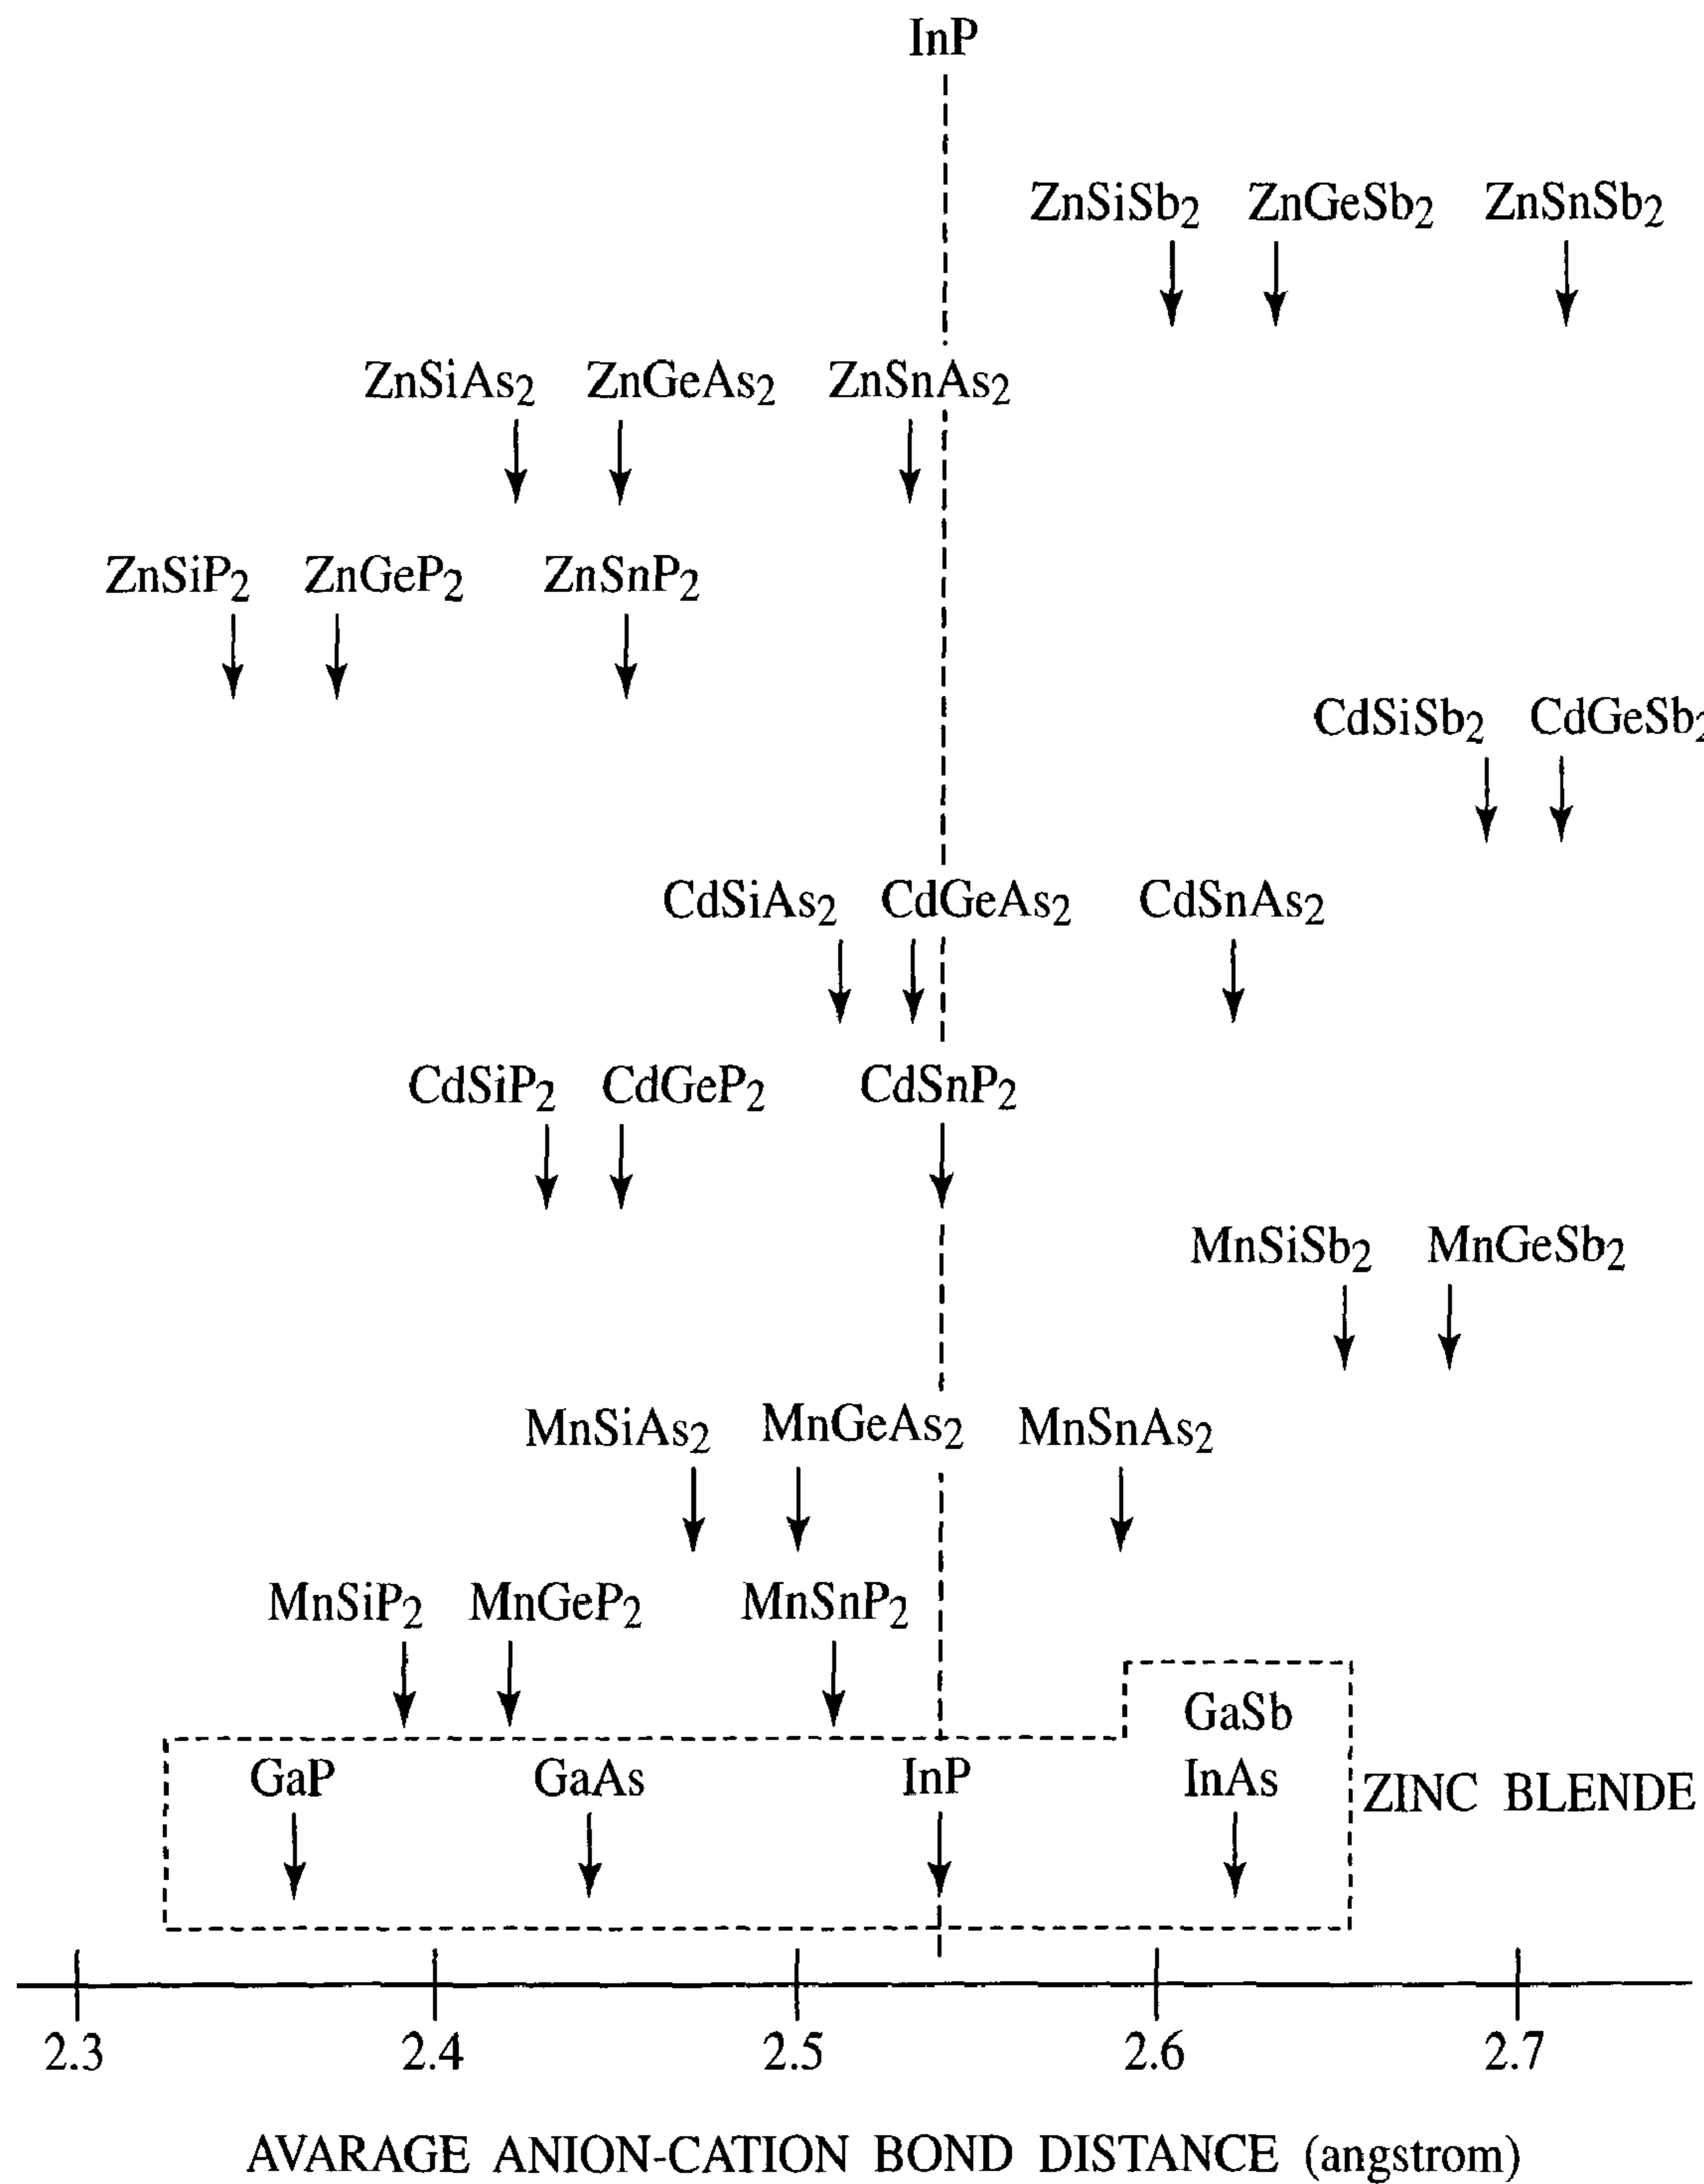 InP
ZnSiSb2 ZnGeSb2 ZnSnSb2
ZnSiAs2 ZnGeAs2 ZnSnAs2
ZnSiP2 ZnGeP2 ZnSnP2
CdSiSb2 CdGeSb2
CdSiAs2 CdGeAs2 CdSnAs2
CdSiP2 CdGeP2 CdSnP2
MnSiSb2 MnGeSb2
MnSiAs2 MnGeAs2 MnSnAs2
MnSiP2 MnGeP2 MnSnP2
GaSb
GaP GaAs InP InAs ZINC BLENDE
2.3 2.4 2.5 2.6 2.7
AVARAGE ANION-CATION BOND DISTANCE (angstrom)